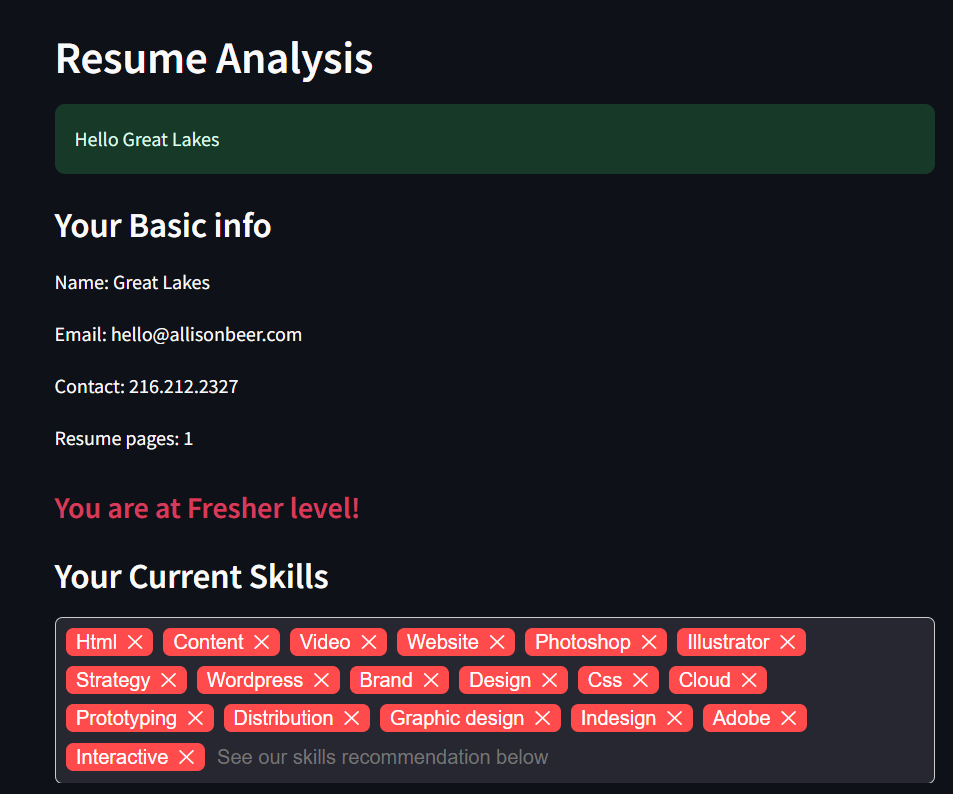 Resume Analysis
Hello Great Lakes
Your Basic info
Name: Great Lakes
Email: hello@allisonbeer.com
Contact: 216.212.2327
Resume pages: 1
You are at Fresher level!
Your Current Skills
Html Content Video Website Photoshop Illustrator
Strategy Wordpress Brand Design Css Cloud
Prototyping Distribution Graphic design Indesign Adobe
Interactive See our skills recommendation below